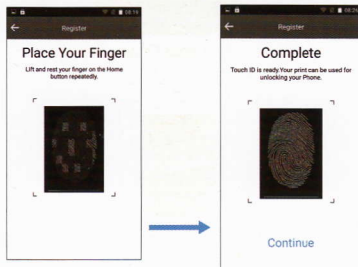 Register
Place Your Finger
Lift and rest your finger on the Home
button repeatedly.
Register
Complete
Touch ID is ready.Your print can be used for
unlocking your Phone.
Continue